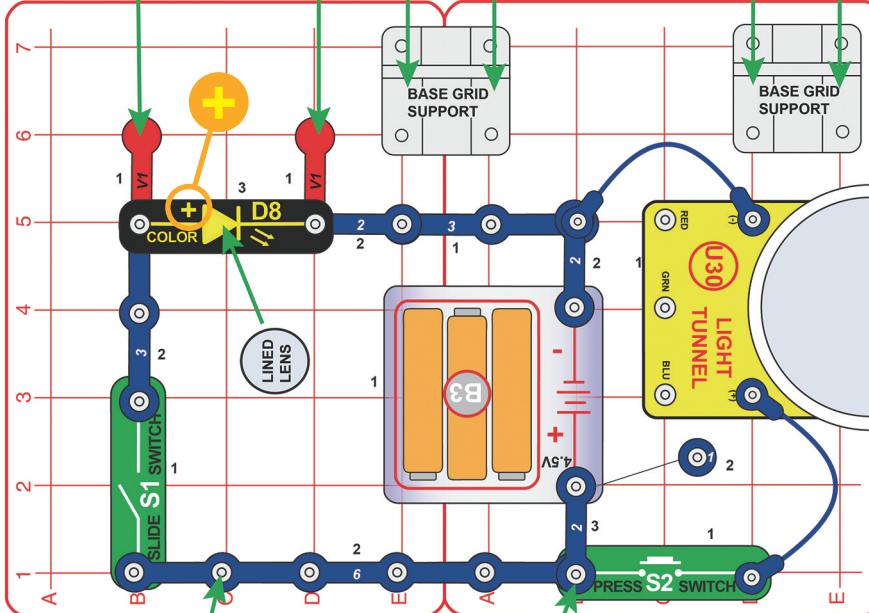 7
6
5
4
3
2
1
A
B
C
D
E
A
C
D
E
BASE GRID
SUPPORT
BASE GRID
SUPPORT
+
1
V1
3
1
V1
+
D8
COLOR
2
2
3
1
2
2
LINED
LENS
3
2
SLIDE S1 SWITCH
1
1
B3
-
+
4.5V
2
3
1
2
1
RED
GRN
BLU
U30
LIGHT
TUNNEL
(-)
(+)
2
6
1
PRESS S2 SWITCH